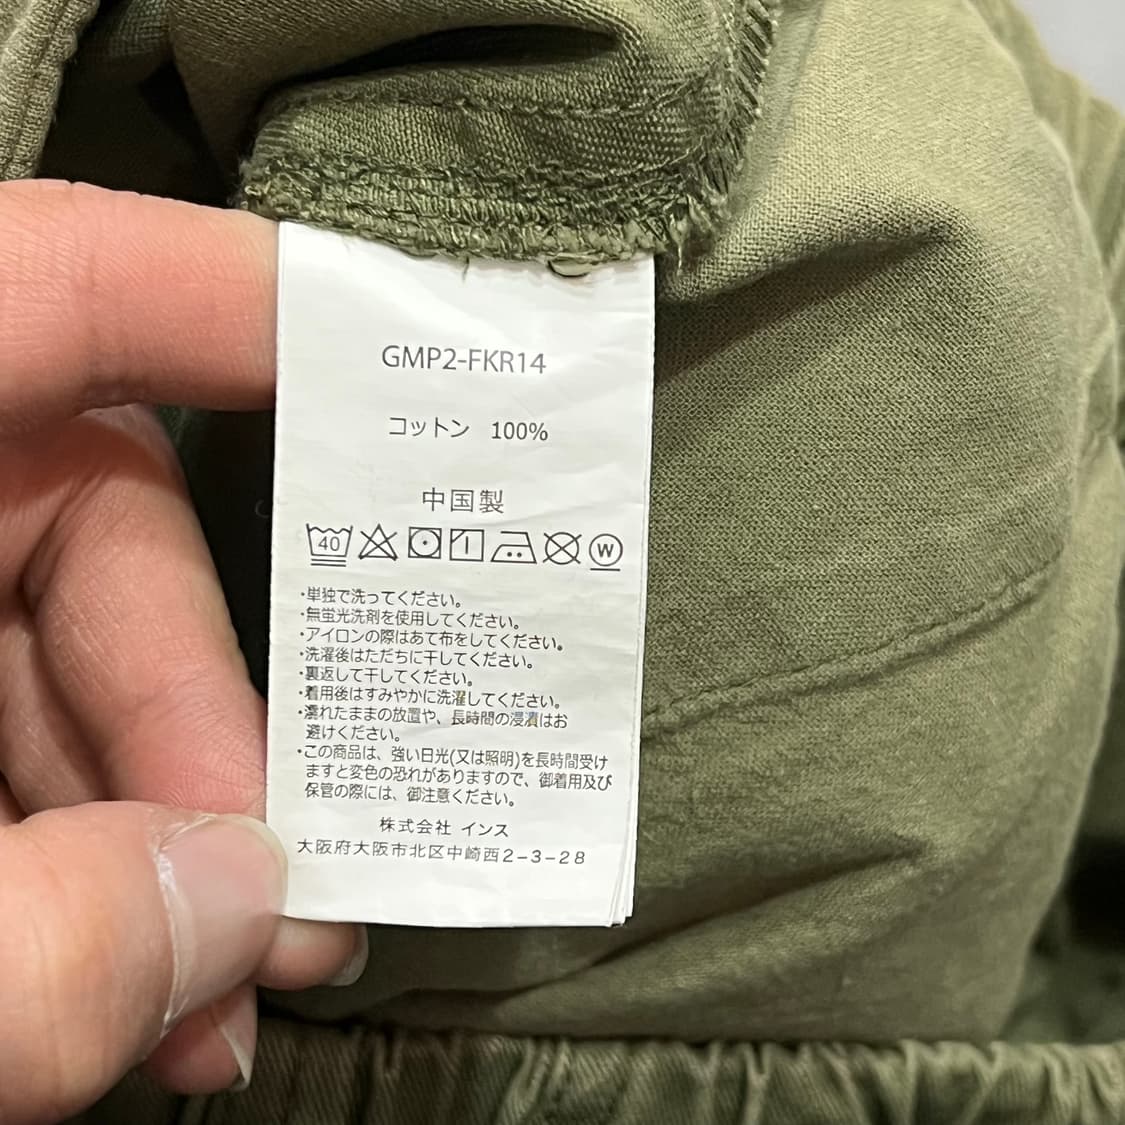 GMP2-FKR14
コットン 100%
中国製
40 W
・単独で洗ってください。
・無蛍光洗剤を使用してください。
・アイロンの際はあて布をしてください。
・洗濯後はただちに干してください。
・裏返して干してください。
・着用後はすみやかに洗濯してください。
・濡れたままの放置や、長時間の浸漬はお
避けください。
・この商品は、強い日光(又は照明)を長時間受け
ますと変色の恐れがありますので、御着用及び
保管の際には、御注意ください。
株式会社 インス
大阪府大阪市北区中崎西2-3-28